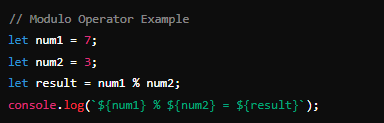 // Modulo Operator Example
let num1 = 7;
let num2 = 3;
let result = num1 % num2;
console.log(`${num1} % ${num2} = ${result}`);